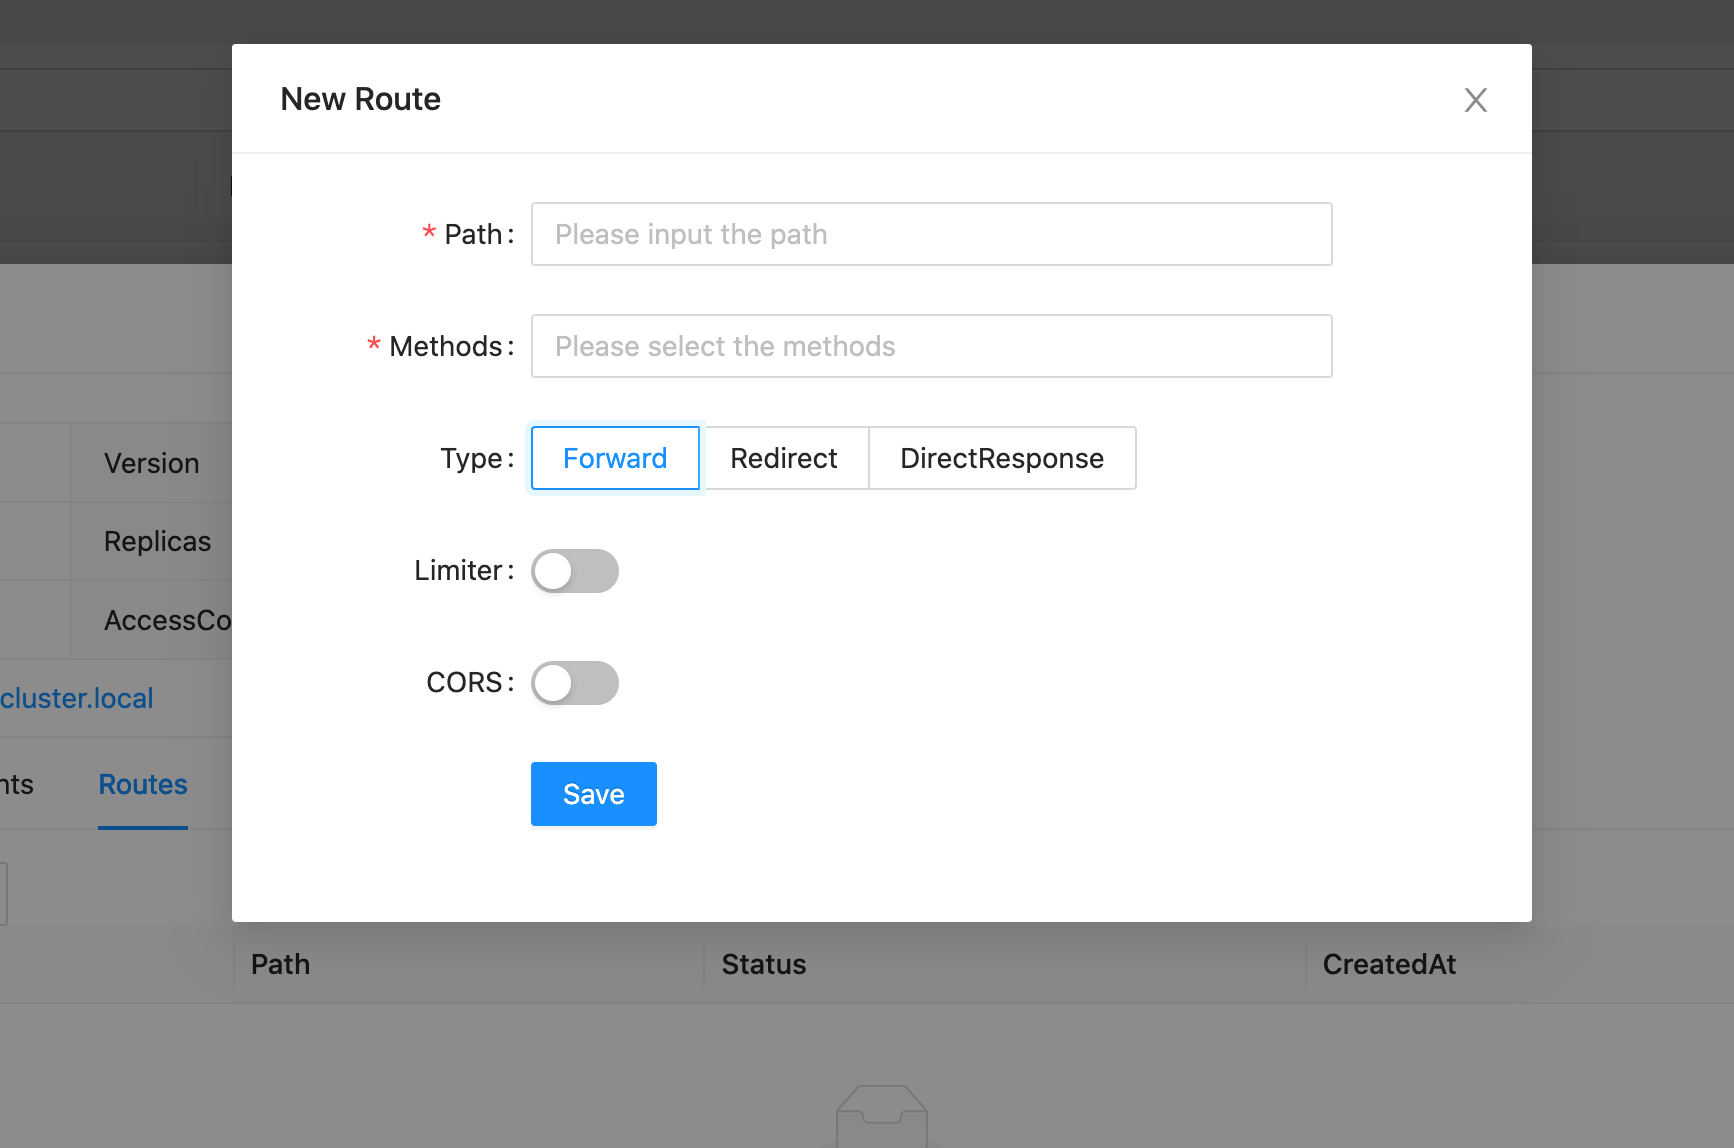 New Route
* Path:
Please input the path
* Methods:
Please select the methods
Type:
Forward
Redirect
DirectResponse
Version
Replicas
Limiter:
AccessCo
CORS:
cluster.local
nts
Routes
Save
Path
Status
CreatedAt